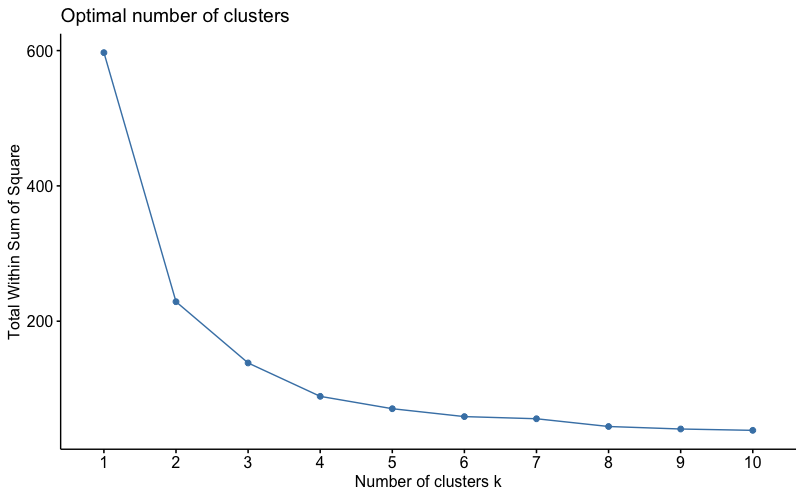 Optimal number of clusters
Total Within Sum of Square
600
400
200
1 2 3 4 5 6 7 8 9 10
Number of clusters k